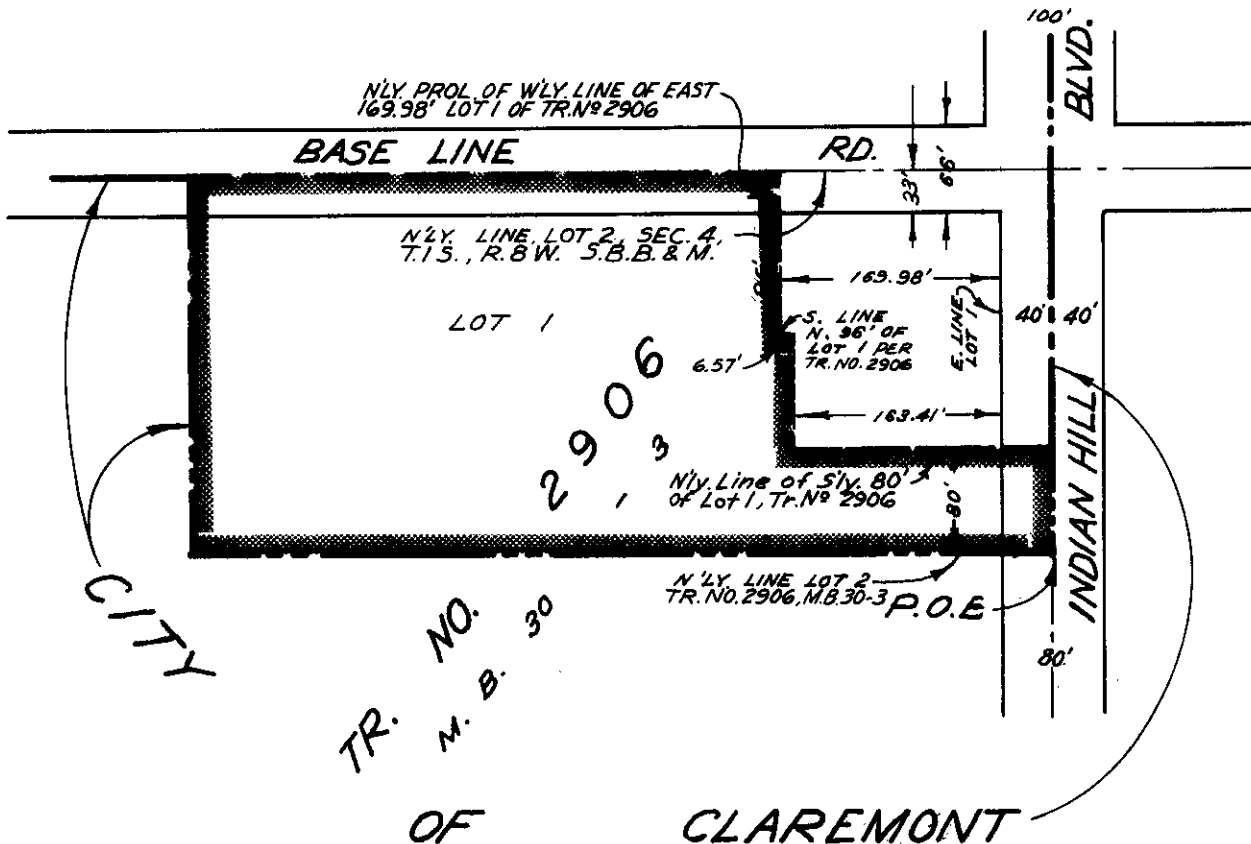 100'
BLVD.
N'LY. PROL. OF W'LY. LINE OF EAST
169.98' LOT 1 OF TR. Nº 2906
BASE LINE RD.
33'
66'
N'LY. LINE LOT 2, SEC. 4,
T.1 S., R. 8 W. S.B.B. & M.
169.98'
E. LINE
LOT 1
40' 40'
LOT 1
S. LINE
N. 96' OF
LOT 1 PER
TR. NO. 2906
6.57'
163.41'
INDIAN HILL
2906
, 3
N'ly. Line of S'ly. 80'
of Lot 1, Tr. Nº 2906
80'
N'LY. LINE LOT 2
TR. NO. 2906, M.B. 30-3
P.O.E
80'
CITY
TR. NO.
M. B. 30
OF CLAREMONT